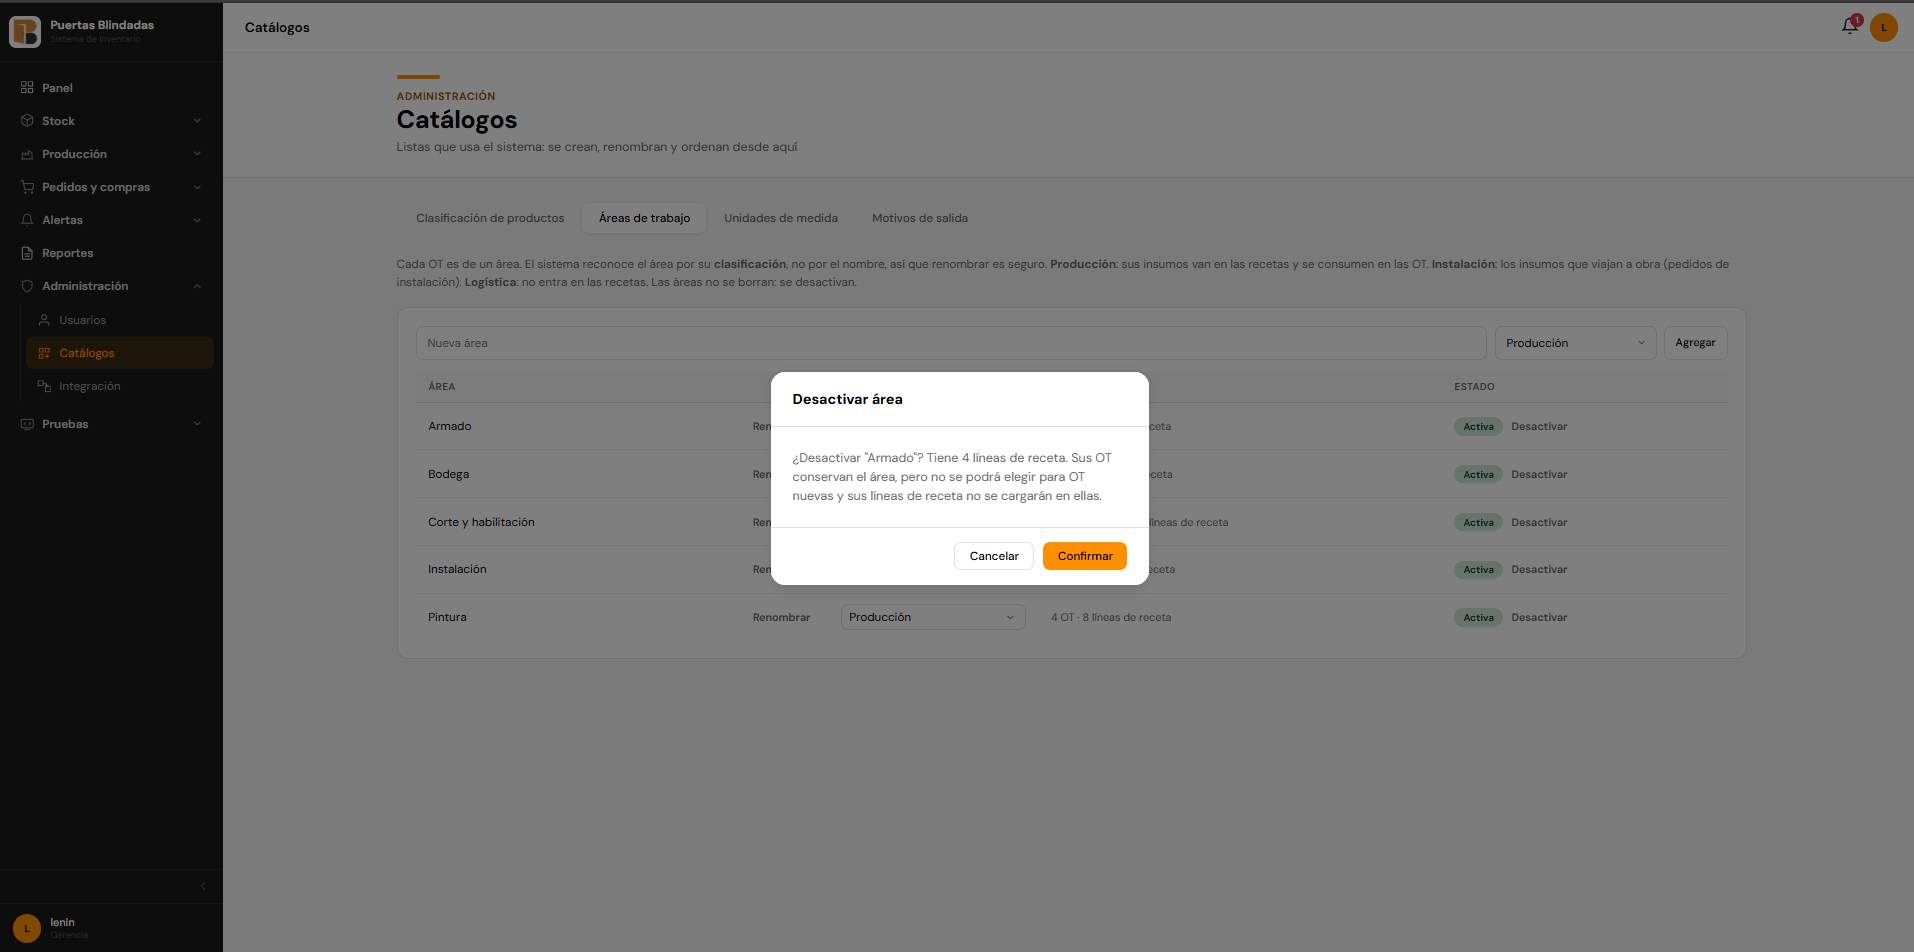 Puertas Blindadas
Sistema de Inventario
Catálogos
1
L
Panel
Stock
Producción
Pedidos y compras
Alertas
Reportes
Administración
Usuarios
Catálogos
Integración
Pruebas
ADMINISTRACIÓN
Catálogos
Listas que usa el sistema: se crean, renombran y ordenan desde aquí
Clasificación de productos
Áreas de trabajo
Unidades de medida
Motivos de salida
Cada OT es de un área. El sistema reconoce el área por su clasificación, no por el nombre, así que renombrar es seguro. Producción: sus insumos van en las recetas y se consumen en las OT. Instalación: los insumos que viajan a obra (pedidos de
instalación). Logística: no entra en las recetas. Las áreas no se borran: se desactivan.
Nueva área
Producción
Agregar
ÁREA
ESTADO
Armado
Ren
ceta
Activa
Desactivar
Bodega
Ren
ceta
Activa
Desactivar
Corte y habilitación
Ren
líneas de receta
Activa
Desactivar
Instalación
Ren
eceta
Activa
Desactivar
Pintura
Renombrar
Producción
4 OT · 8 líneas de receta
Activa
Desactivar
Desactivar área
¿Desactivar "Armado"? Tiene 4 líneas de receta. Sus OT
conservan el área, pero no se podrá elegir para OT
nuevas y sus líneas de receta no se cargarán en ellas.
Cancelar
Confirmar
L
lenin
Gerencia